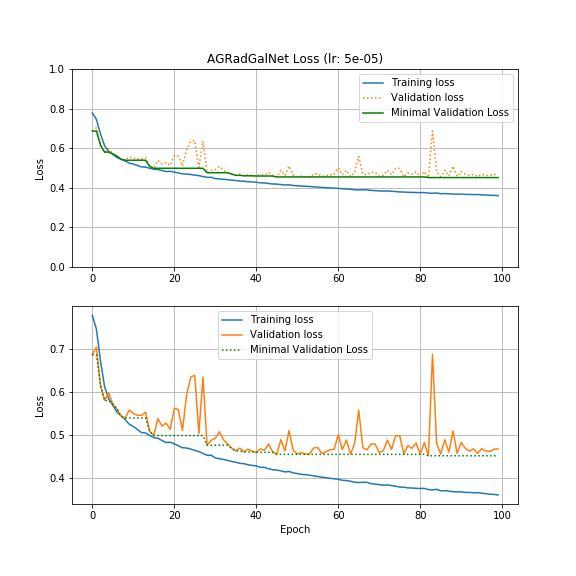 AGRadGalNet Loss (lr: 5e-05)
1.0
0.8
0.6
0.4
0.2
0.0
Loss
Training loss
Validation loss
Minimal Validation Loss
0 20 40 60 80 100
0.7
0.6
0.5
0.4
Loss
Training loss
Validation loss
Minimal Validation Loss
0 20 40 60 80 100
Epoch